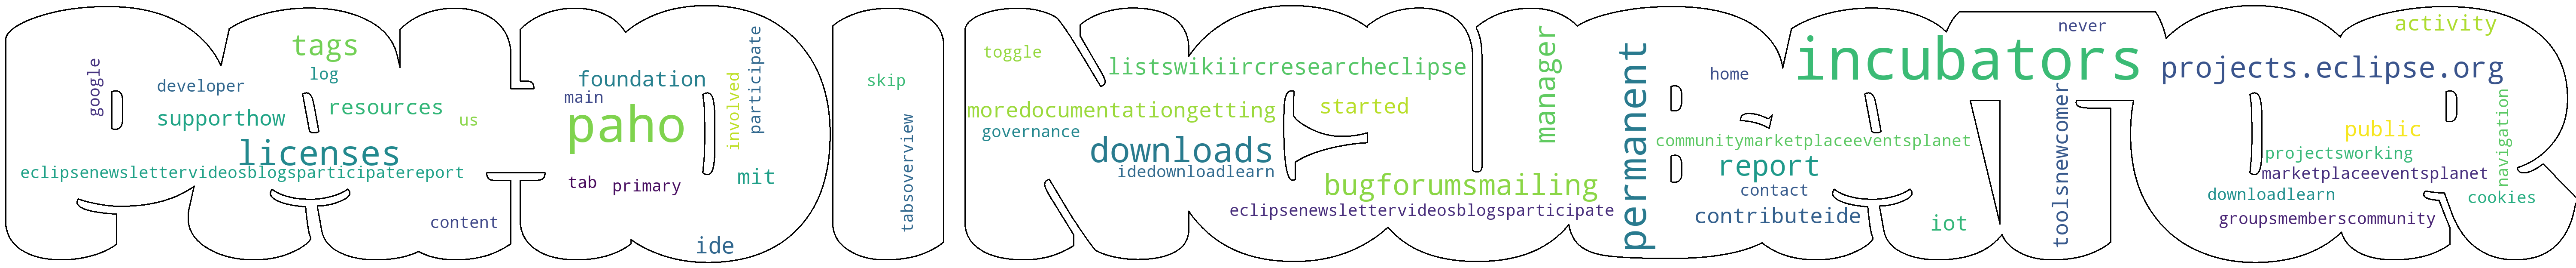 PAHO INCUBATOR
google
developer
tags
log
supporthow
resources
us
licenses
eclipsenewslettervideosblogsparticipatereport
content
foundation
main
paho
involved
participate
tab
primary
mit
ide
skip
tabsoverview
toggle
listswikiircresearcheclipse
moredocumentationgetting
started
governance
downloads
idedownloadlearn
bugforumsmailing
eclipsenewslettervideosblogsparticipate
manager
permanent
home
communitymarketplaceeventsplanet
report
contact
contributeide
incubators
never
iot
toolsnewcomer
activity
projects.eclipse.org
public
projectsworking
marketplaceeventsplanet
downloadlearn
navigation
cookies
groupsmemberscommunity